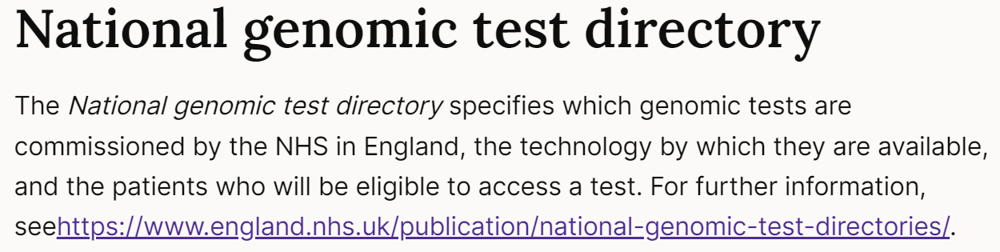 National genomic test directory
The National genomic test directory specifies which genomic tests are
commissioned by the NHS in England, the technology by which they are available,
and the patients who will be eligible to access a test. For further information,
seehttps://www.england.nhs.uk/publication/national-genomic-test-directories/.